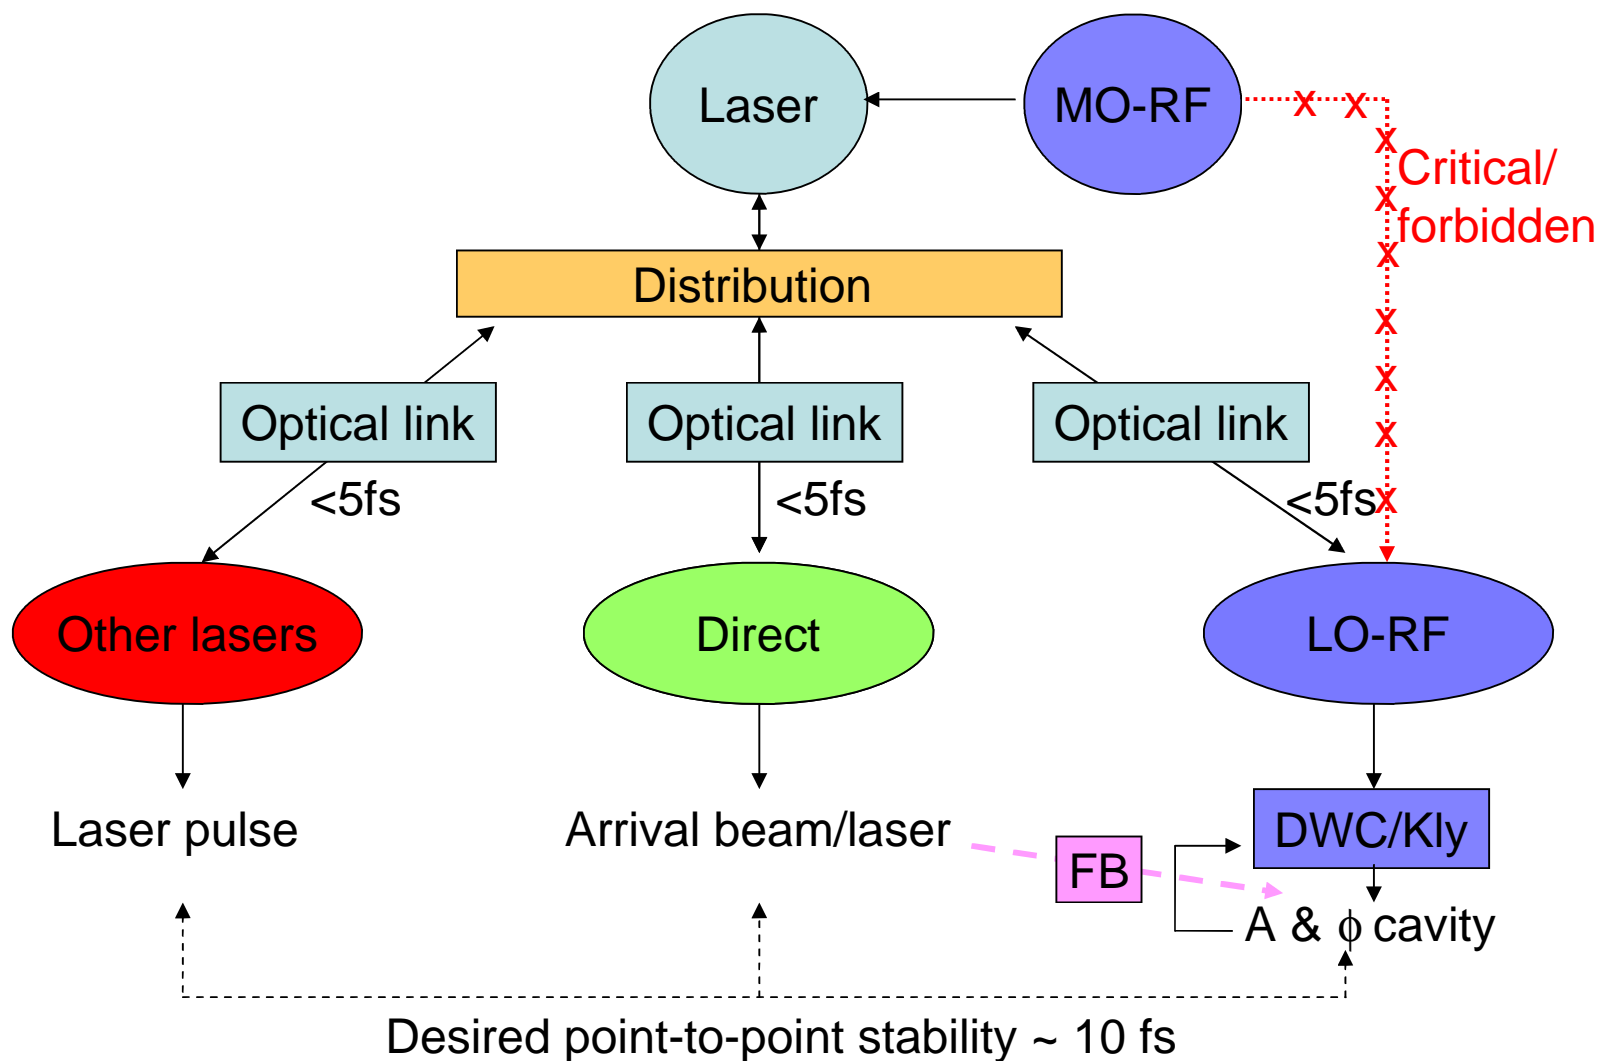 Laser
MO-RF
x x
x
Critical/
x
forbidden
x
Distribution
x
x
Optical link
Optical link
Optical link
x
<5fs
<5fs
<5fs
x
Other lasers
Direct
LO-RF
Laser pulse
Arrival beam/laser
DWC/Kly
FB
A & ϕ cavity
Desired point-to-point stability ~ 10 fs